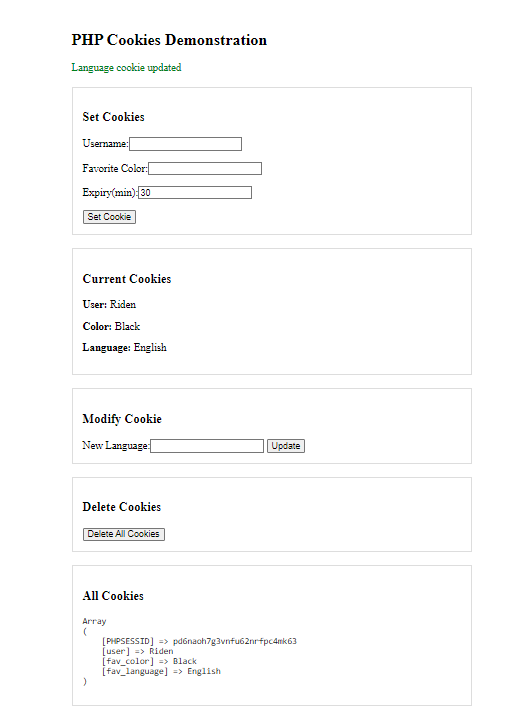 PHP Cookies Demonstration
Language cookie updated
Set Cookies
Username:
Favorite Color:
Expiry(min): 30
Set Cookie
Current Cookies
User: Riden
Color: Black
Language: English
Modify Cookie
New Language: Update
Delete Cookies
Delete All Cookies
All Cookies
Array
(
    [PHPSESSID] => pd6naoh7g3vnfu62nrfpc4mk63
    [user] => Riden
    [fav_color] => Black
    [fav_language] => English
)